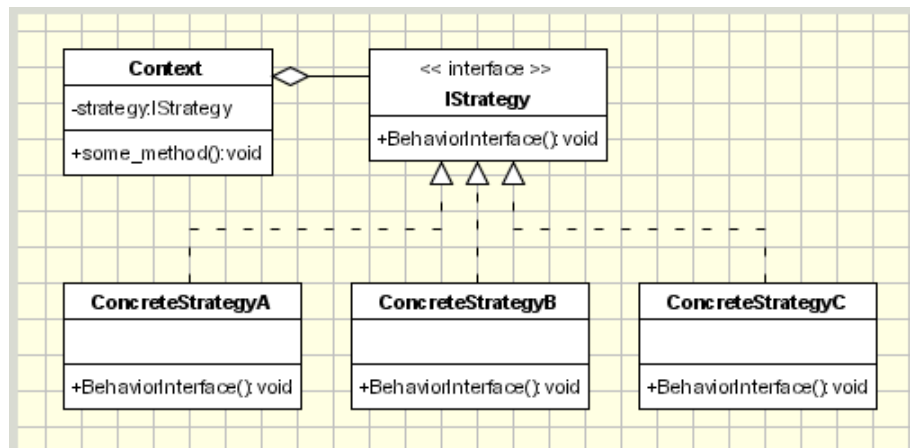 Context
-strategy:IStrategy
+some_method():void
<< interface >>
IStrategy
+BehaviorInterface(): void
ConcreteStrategyA
+BehaviorInterface(): void
ConcreteStrategyB
+BehaviorInterface(): void
ConcreteStrategyC
+BehaviorInterface(): void